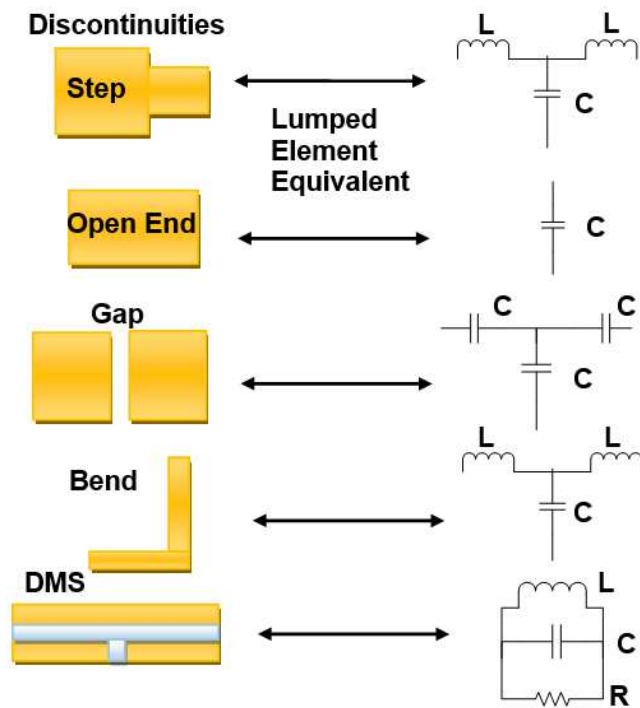 Discontinuities
L L
Step
C
Lumped
Element
Equivalent
Open End
C
Gap
C C
C
Bend
L L
C
DMS
L
C
R